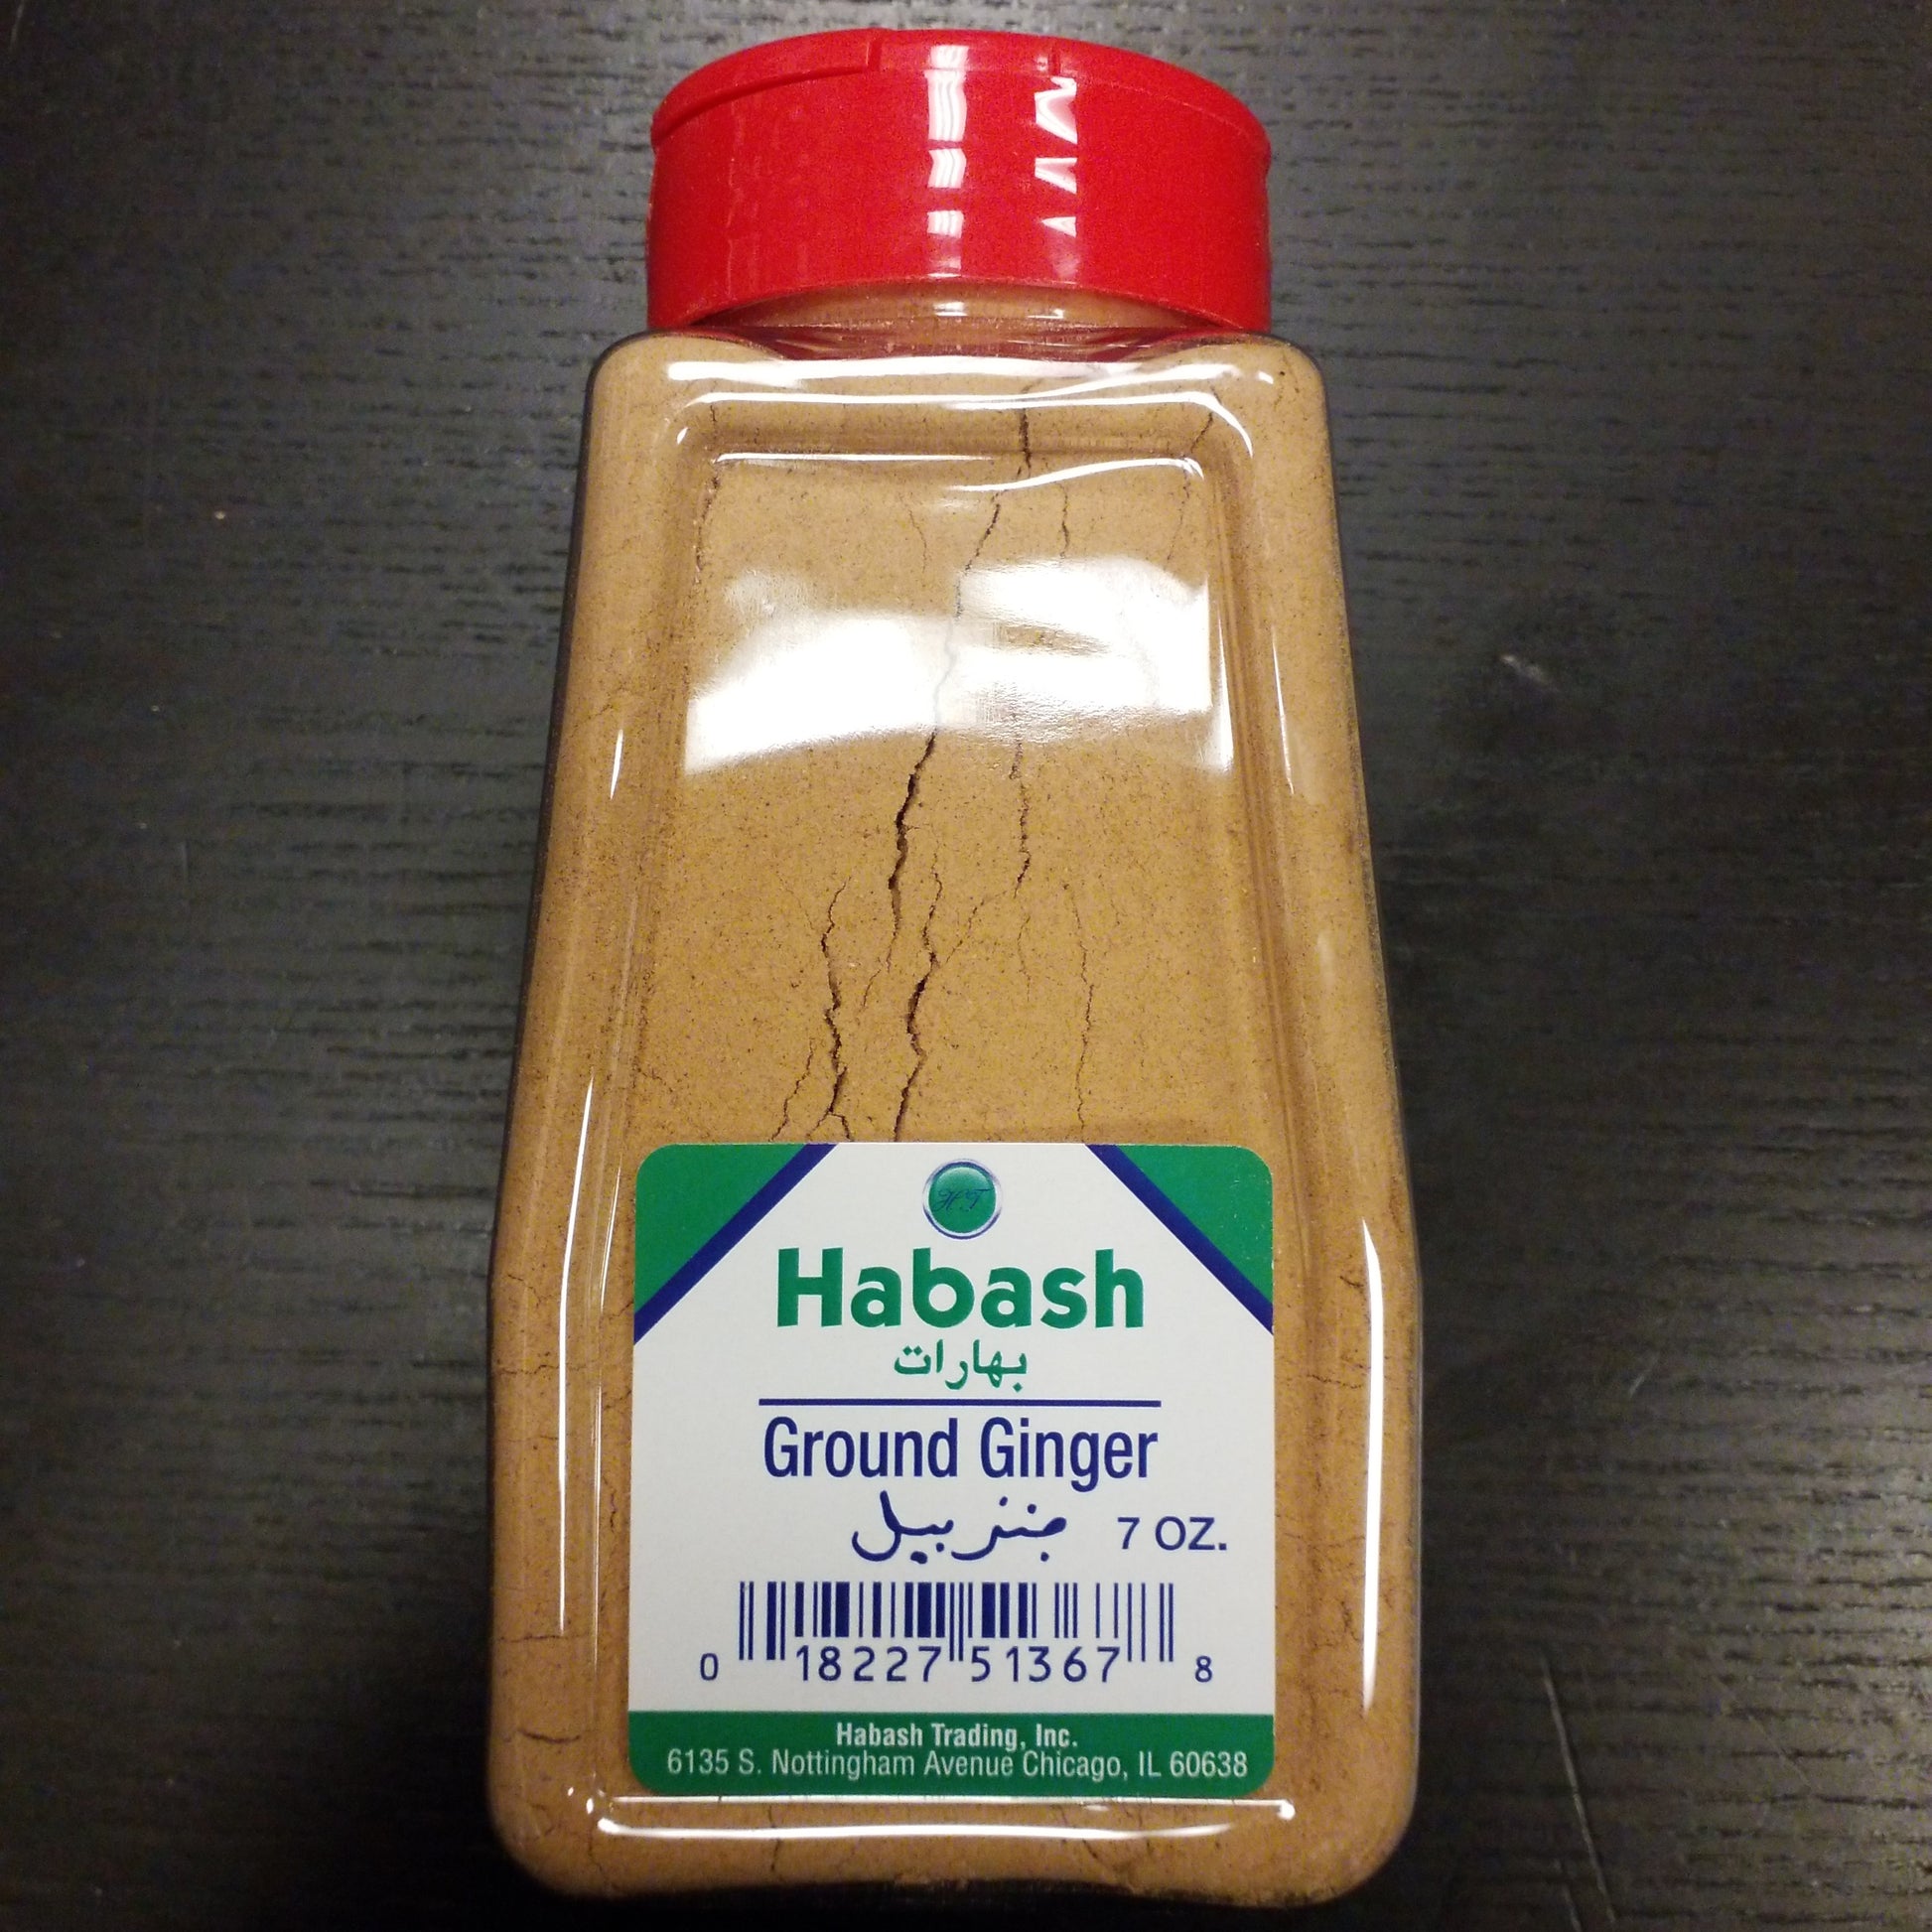 HT
Habash
بهارات
Ground Ginger
جنزبيل 7 OZ.
0 18227 51367 8
Habash Trading, Inc.
6135 S. Nottingham Avenue Chicago, IL 60638